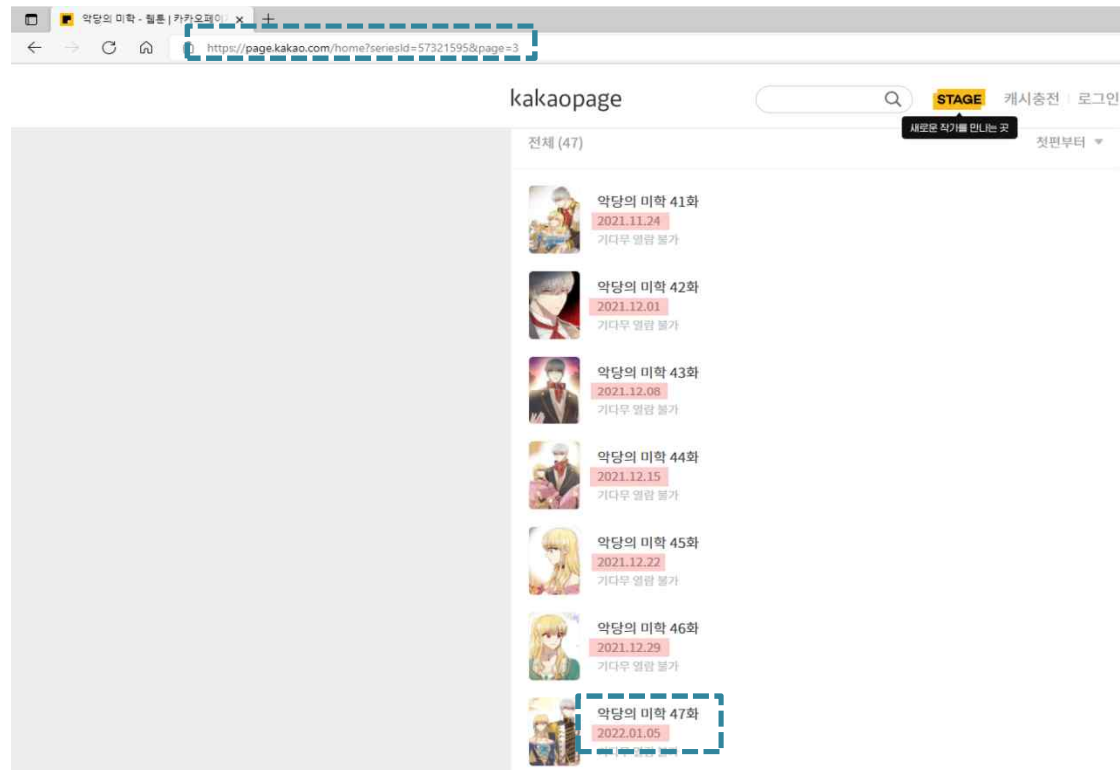 악당의 미학 - 웹툰 | 카카오페이
https://page.kakao.com/home?seriesId=57321595&page=3
kakaopage
STAGE
캐시충전
로그인
새로운 작가를 만나는 곳
전체 (47)
첫편부터
악당의 미학 41화
2021.11.24
기다무 열람 불가
악당의 미학 42화
2021.12.01
기다무 열람 불가
악당의 미학 43화
2021.12.08
기다무 열람 불가
악당의 미학 44화
2021.12.15
기다무 열람 불가
악당의 미학 45화
2021.12.22
기다무 열람 불가
악당의 미학 46화
2021.12.29
기다무 열람 불가
악당의 미학 47화
2022.01.05
기다무 열람 불가